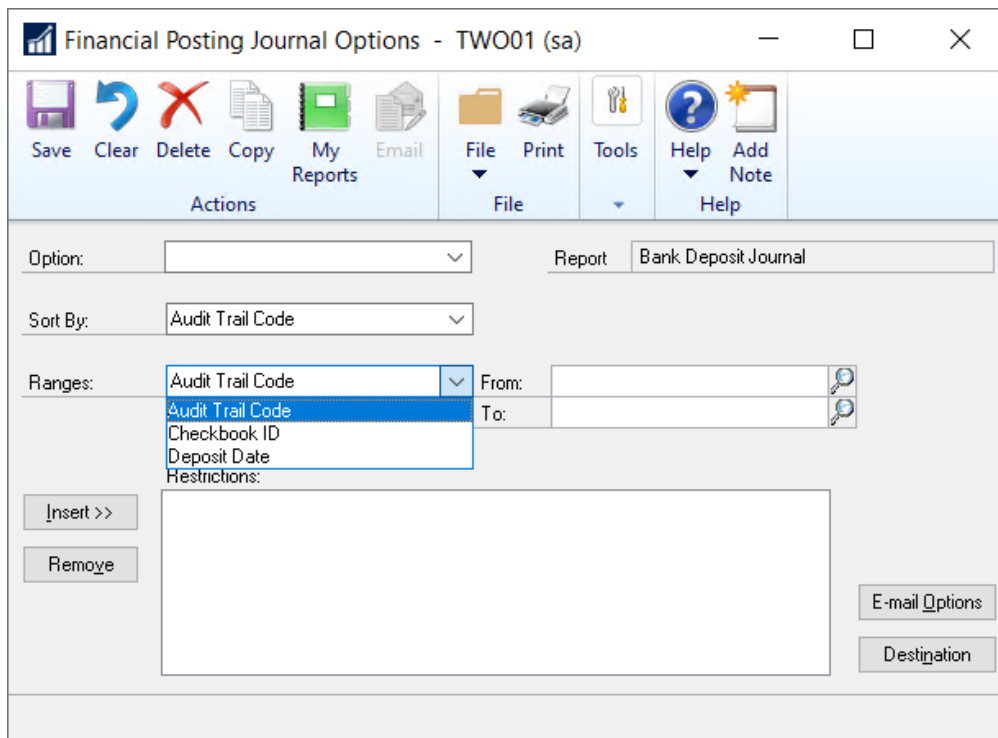 Financial Posting Journal Options - TWO01 (sa)
Save Clear Delete Copy My Reports Email File Print Tools Help Add Note
Actions File Help
Option: Report Bank Deposit Journal
Sort By: Audit Trail Code
Ranges: Audit Trail Code From:
Audit Trail Code To:
Checkbook ID
Deposit Date
Restrictions:
Insert >>
Remove
E-mail Options
Destination